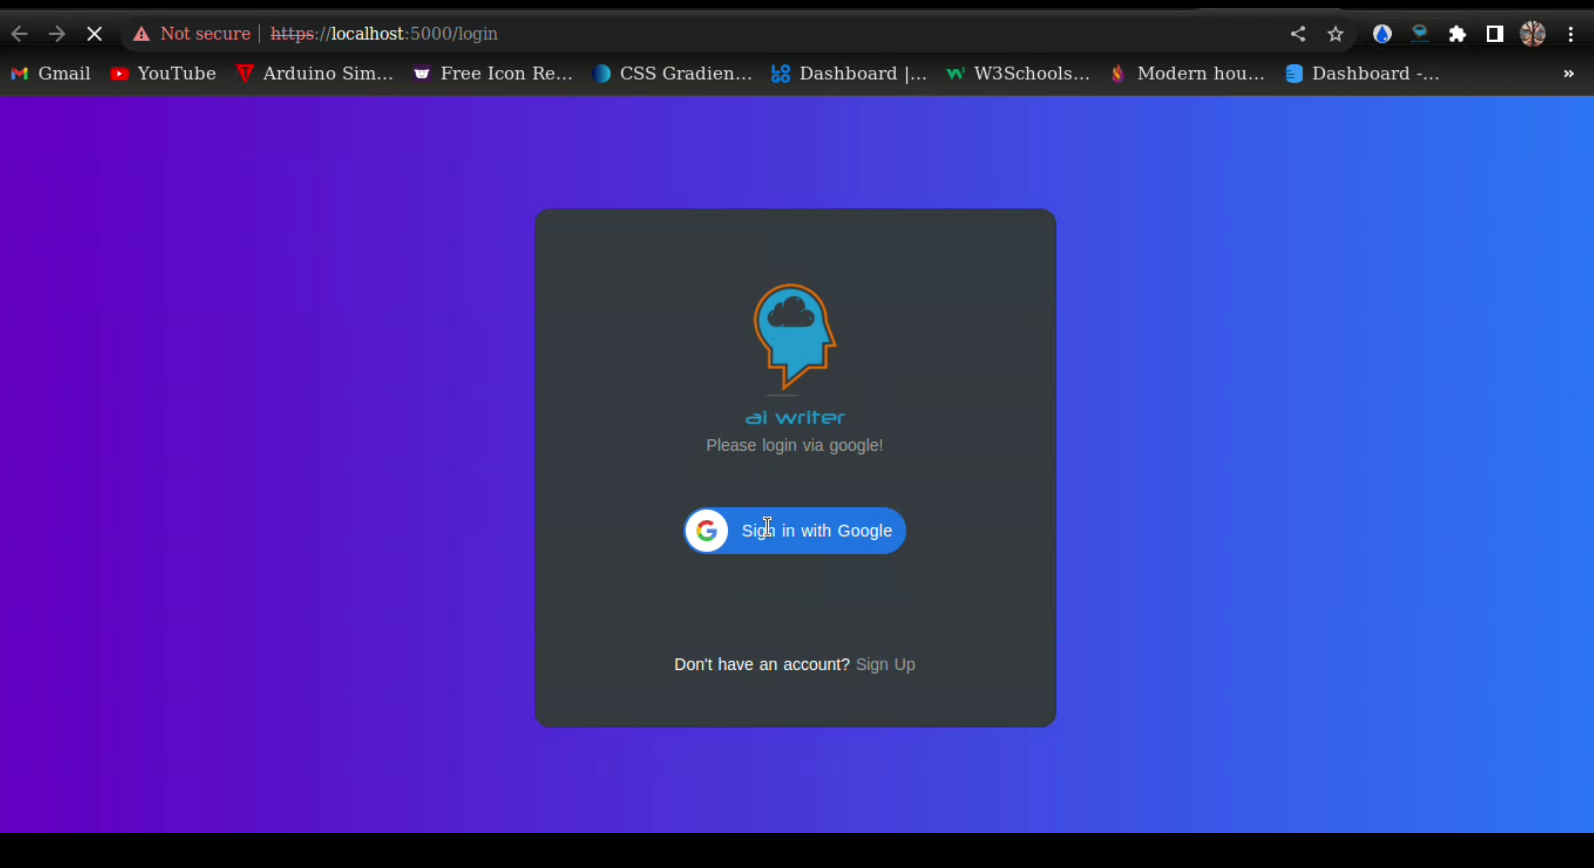 Not secure | https://localhost:5000/login
Gmail YouTube Arduino Sim... Free Icon Re... CSS Gradien... Dashboard |... W3Schools... Modern hou... Dashboard -... »
ai writer
Please login via google!
G Sign in with Google
Don't have an account? Sign Up